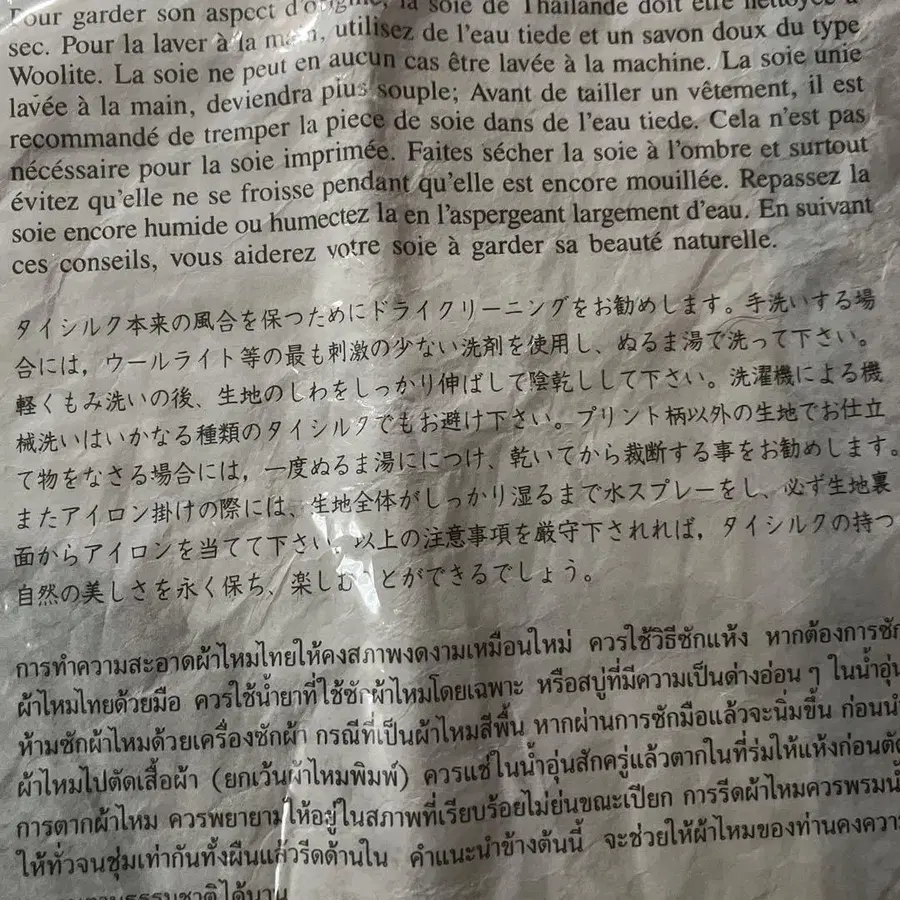 Pour garder son aspect d'origine, la soie de Thaïlande doit être nettoyée à
sec. Pour la laver à la main, utilisez de l'eau tiede et un savon doux du type
Woolite. La soie ne peut en aucun cas être lavée à la machine. La soie unie
lavée à la main, deviendra plus souple; Avant de tailler un vêtement, il est
recommandé de tremper la piece de soie dans de l'eau tiede. Cela n'est pas
nécéssaire pour la soie imprimée. Faites sécher la soie à l'ombre et surtout
évitez qu'elle ne se froisse pendant qu'elle est encore mouillée. Repassez la
soie encore humide ou humectez la en l'aspergeant largement d'eau. En suivant
ces conseils, vous aiderez votre soie à garder sa beauté naturelle.
タイシルク本来の風合を保つためにドライクリーニングをお勧めします。手洗いする場
合には，ウールライト等の最も刺激の少ない洗剤を使用し、ぬるま湯で洗って下さい。
軽くもみ洗いの後、生地のしわをしっかり伸ばして陰乾しして下さい。洗濯機による機
械洗いはいかなる種類のタイシルクでもお避け下さい。プリント柄以外の生地でお仕立
て物をなさる場合には，一度ぬるま湯ににつけ、乾いてから裁断する事をお勧めします。
またアイロン掛けの際には、生地全体がしっかり湿るまで水スプレーをし、必ず生地裏
面からアイロンを当てて下さい。以上の注意事項を厳守下されれば，タイシルクの持つ
自然の美しさを永く保ち、楽しむことができるでしょう。
การทำความสะอาดผ้าไหมไทยให้คงสภาพงดงามเหมือนใหม่ ควรใช้วิธีซักแห้ง หากต้องการซัก
ผ้าไหมไทยด้วยมือ ควรใช้น้ำยาที่ใช้ซักผ้าไหมโดยเฉพาะ หรือสบู่ที่มีความเป็นด่างอ่อน ๆ ในน้ำอุ่น
ห้ามซักผ้าไหมด้วยเครื่องซักผ้า กรณีที่เป็นผ้าไหมสีพื้น หากผ่านการซักมือแล้วจะนิ่มขึ้น ก่อนนำ
ผ้าไหมไปตัดเสื้อผ้า (ยกเว้นผ้าไหมพิมพ์) ควรแช่ในน้ำอุ่นสักครู่แล้วตากในที่ร่มให้แห้งก่อนตัด
การตากผ้าไหม ควรพยายามให้อยู่ในสภาพที่เรียบร้อยไม่ย่นขณะเปียก การรีดผ้าไหมควรพรมน้ำ
ให้ทั่วจนชุ่มเท่ากันทั้งผืนแล้วรีดด้านใน คำแนะนำข้างต้นนี้ จะช่วยให้ผ้าไหมของท่านคงความ
ธรรมชาติได้นาน